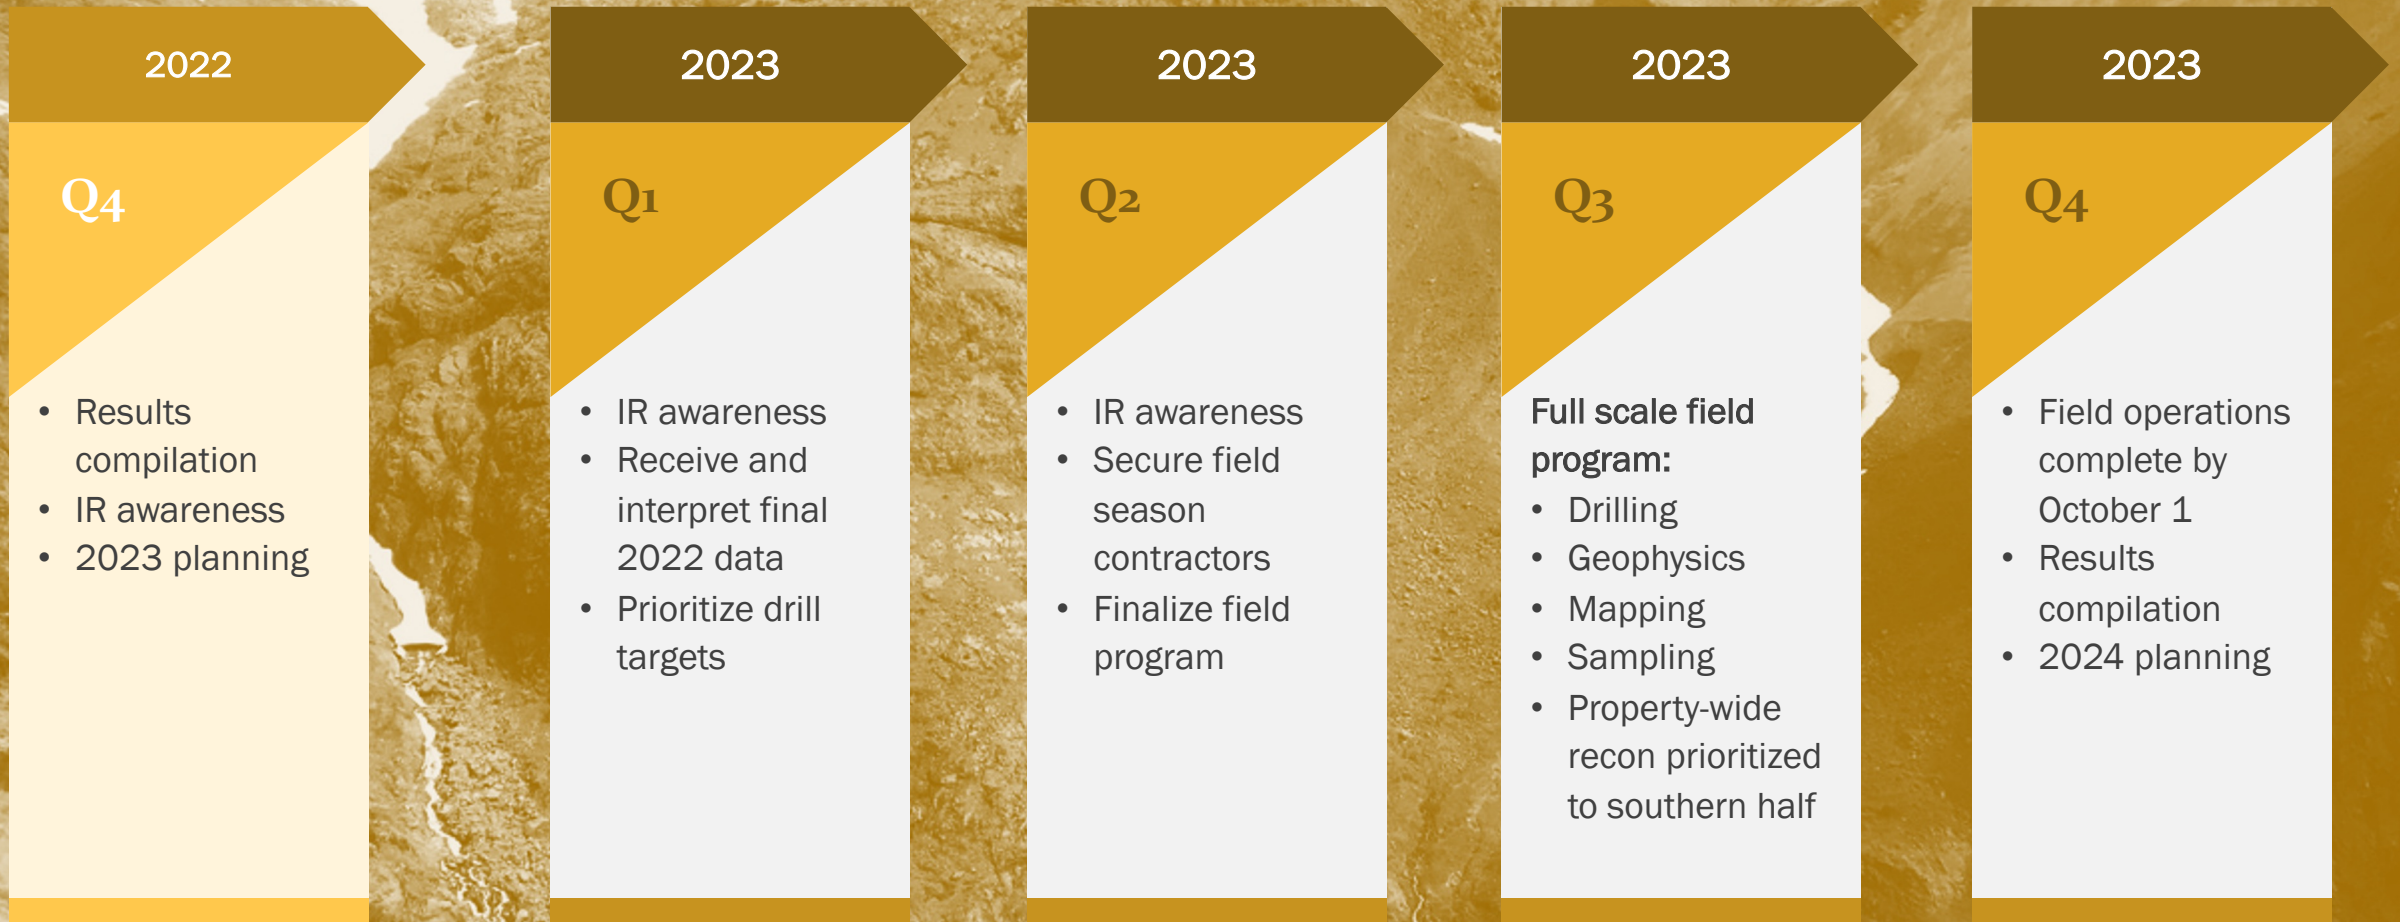 2022
Q4
• Results
compilation
• IR awareness
• 2023 planning
2023
Q1
• IR awareness
• Receive and
interpret final
2022 data
• Prioritize drill
targets
2023
Q2
• IR awareness
• Secure field
season
contractors
• Finalize field
program
2023
Q3
Full scale field
program:
• Drilling
• Geophysics
• Mapping
• Sampling
• Property-wide
recon prioritized
to southern half
2023
Q4
• Field operations
complete by
October 1
• Results
compilation
• 2024 planning